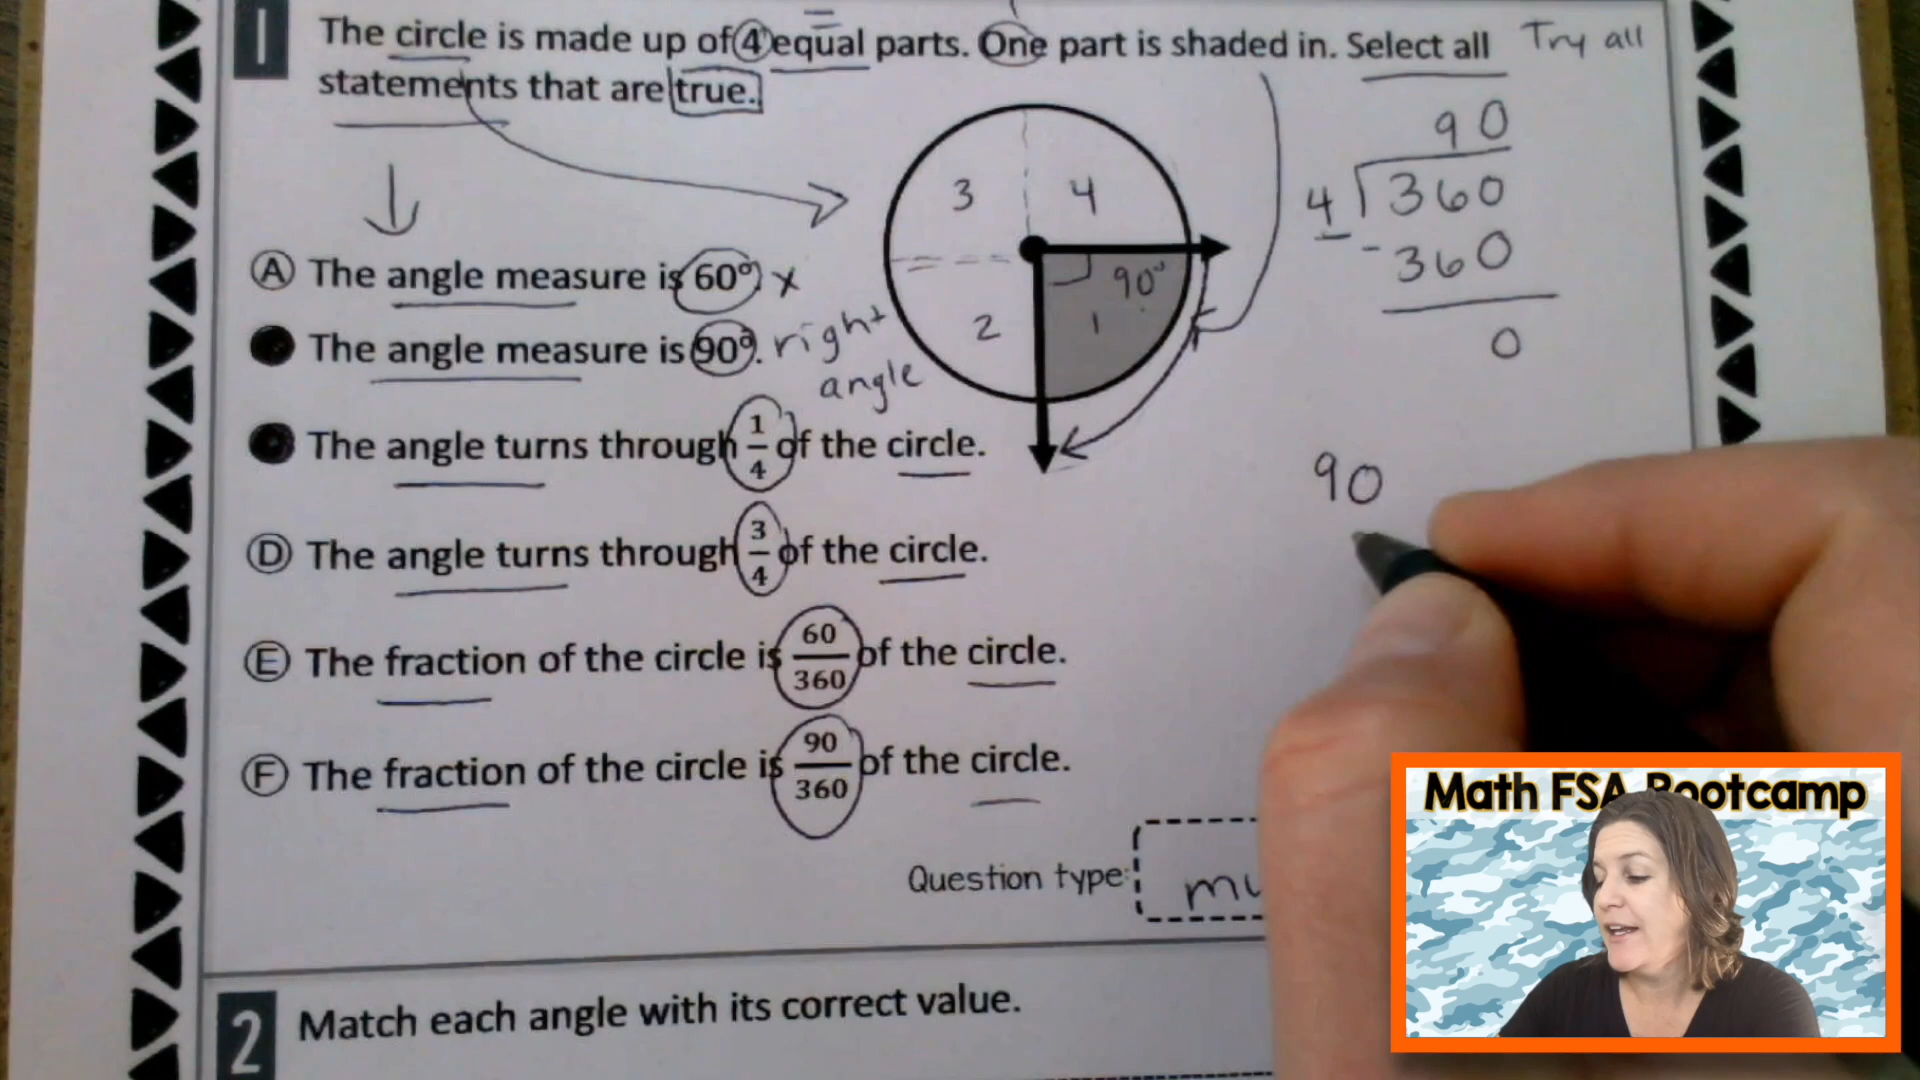 1 The circle is made up of 4 equal parts. One part is shaded in. Select all Try all
statements that are true.
90
4 360
-360
0
3 4
90°
2 1
Ⓐ The angle measure is 60°. x
The angle measure is 90°. right
angle
The angle turns through 1/4 of the circle.
90
Ⓓ The angle turns through 3/4 of the circle.
Ⓔ The fraction of the circle is 60/360 of the circle.
Ⓕ The fraction of the circle is 90/360 of the circle.
Question type:
2 Match each angle with its correct value.
Math FSA Bootcamp